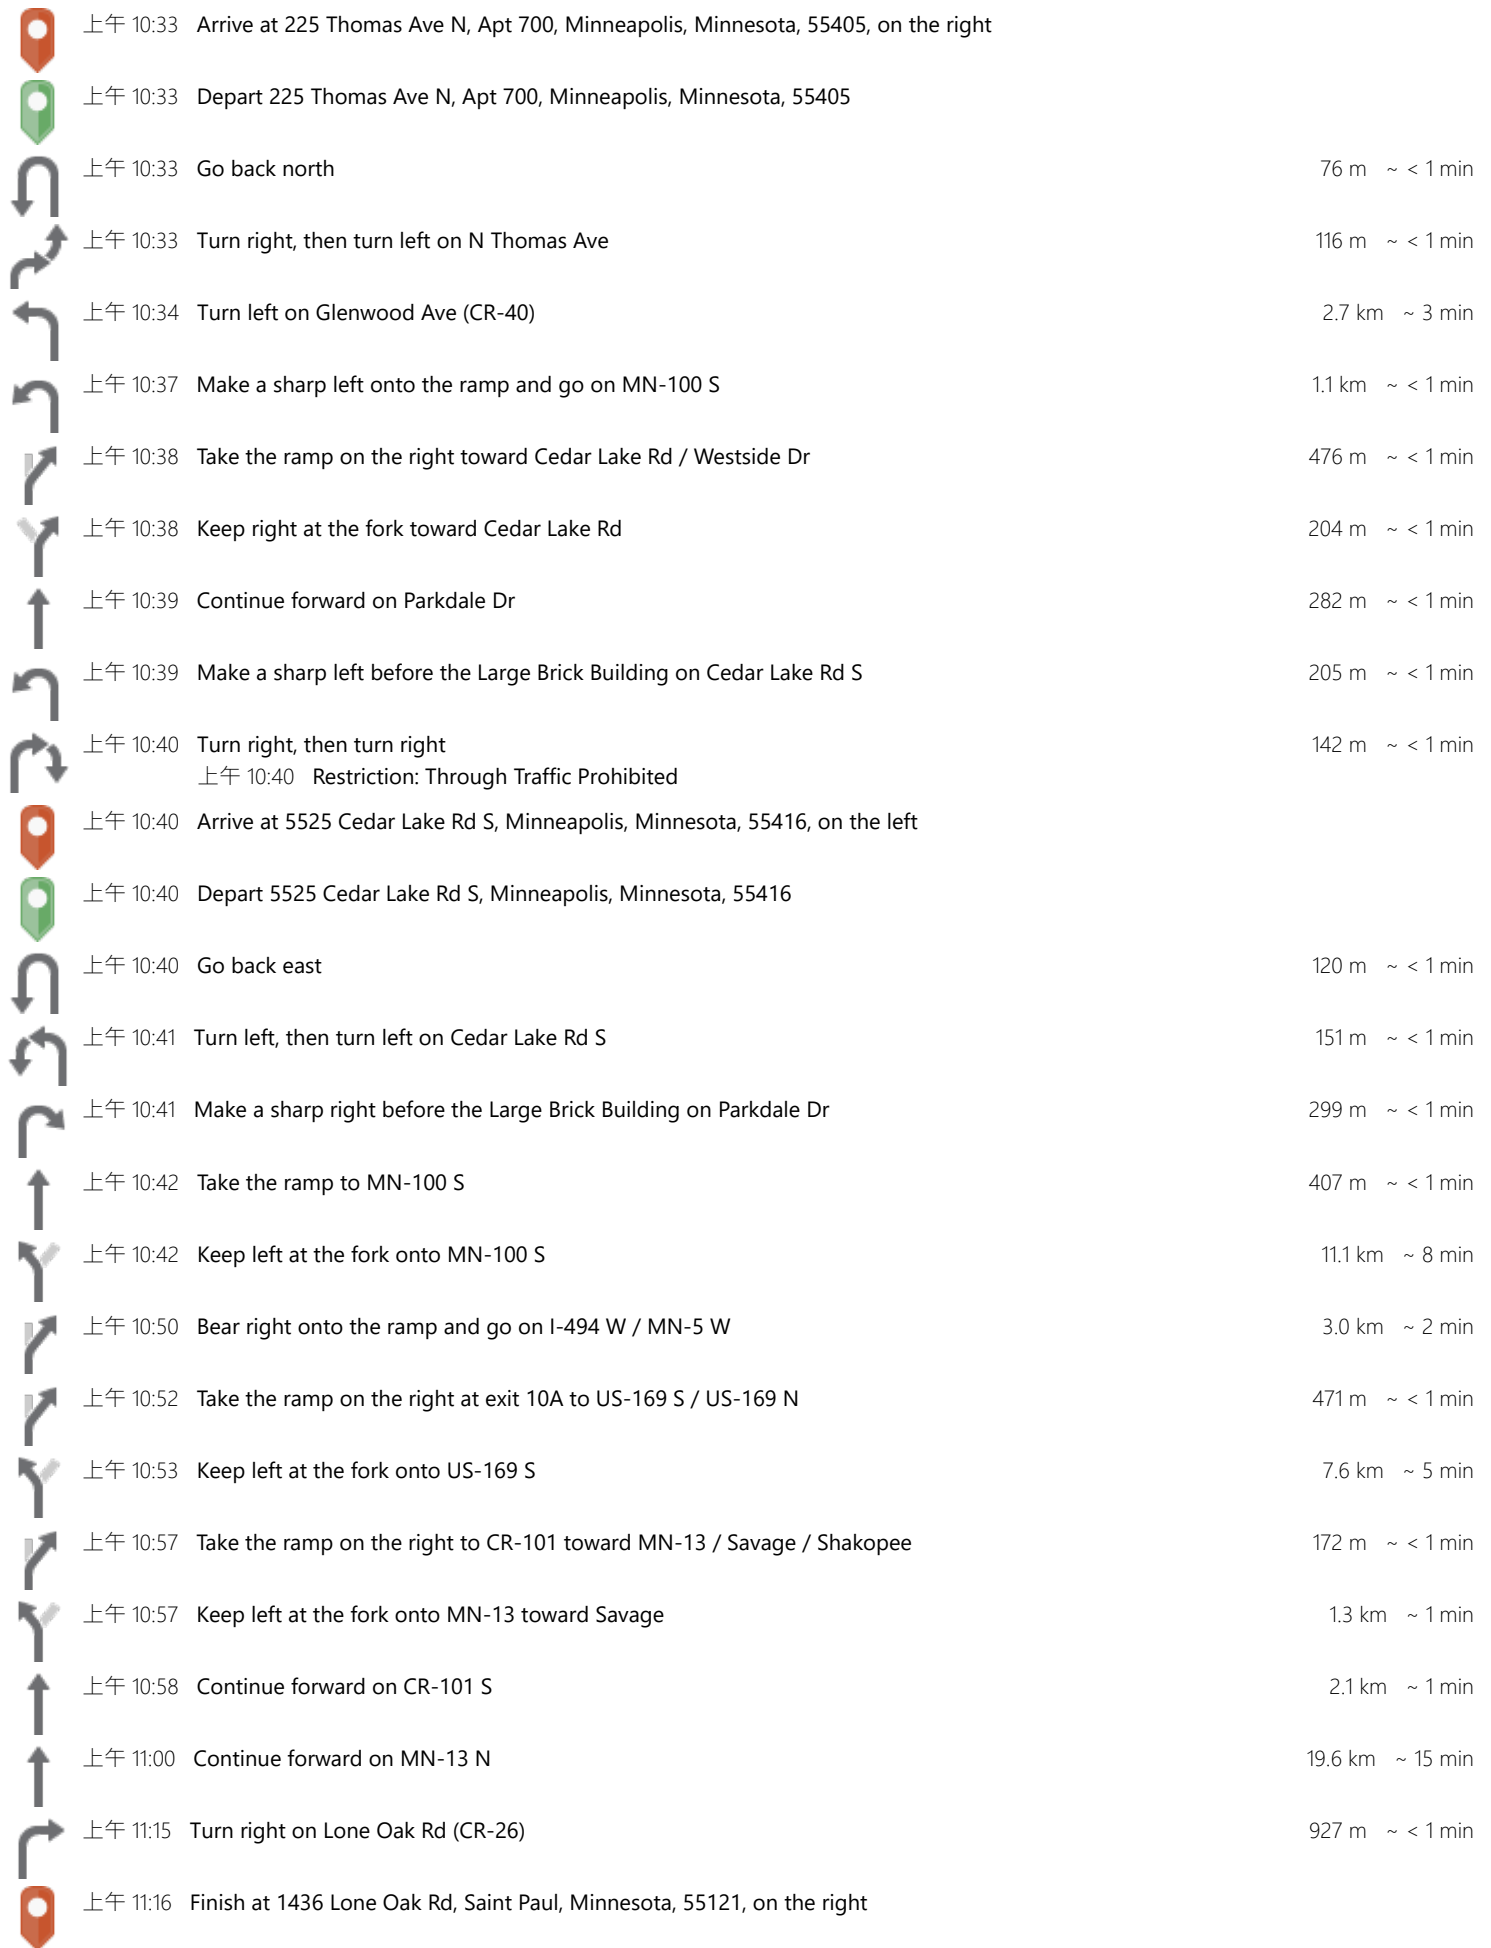 上午 10:33 Arrive at 225 Thomas Ave N, Apt 700, Minneapolis, Minnesota, 55405, on the right
上午 10:33 Depart 225 Thomas Ave N, Apt 700, Minneapolis, Minnesota, 55405
上午 10:33 Go back north 76 m ~ < 1 min
上午 10:33 Turn right, then turn left on N Thomas Ave 116 m ~ < 1 min
上午 10:34 Turn left on Glenwood Ave (CR-40) 2.7 km ~ 3 min
上午 10:37 Make a sharp left onto the ramp and go on MN-100 S 1.1 km ~ < 1 min
上午 10:38 Take the ramp on the right toward Cedar Lake Rd / Westside Dr 476 m ~ < 1 min
上午 10:38 Keep right at the fork toward Cedar Lake Rd 204 m ~ < 1 min
上午 10:39 Continue forward on Parkdale Dr 282 m ~ < 1 min
上午 10:39 Make a sharp left before the Large Brick Building on Cedar Lake Rd S 205 m ~ < 1 min
上午 10:40 Turn right, then turn right 142 m ~ < 1 min
上午 10:40 Restriction: Through Traffic Prohibited
上午 10:40 Arrive at 5525 Cedar Lake Rd S, Minneapolis, Minnesota, 55416, on the left
上午 10:40 Depart 5525 Cedar Lake Rd S, Minneapolis, Minnesota, 55416
上午 10:40 Go back east 120 m ~ < 1 min
上午 10:41 Turn left, then turn left on Cedar Lake Rd S 151 m ~ < 1 min
上午 10:41 Make a sharp right before the Large Brick Building on Parkdale Dr 299 m ~ < 1 min
上午 10:42 Take the ramp to MN-100 S 407 m ~ < 1 min
上午 10:42 Keep left at the fork onto MN-100 S 11.1 km ~ 8 min
上午 10:50 Bear right onto the ramp and go on I-494 W / MN-5 W 3.0 km ~ 2 min
上午 10:52 Take the ramp on the right at exit 10A to US-169 S / US-169 N 471 m ~ < 1 min
上午 10:53 Keep left at the fork onto US-169 S 7.6 km ~ 5 min
上午 10:57 Take the ramp on the right to CR-101 toward MN-13 / Savage / Shakopee 172 m ~ < 1 min
上午 10:57 Keep left at the fork onto MN-13 toward Savage 1.3 km ~ 1 min
上午 10:58 Continue forward on CR-101 S 2.1 km ~ 1 min
上午 11:00 Continue forward on MN-13 N 19.6 km ~ 15 min
上午 11:15 Turn right on Lone Oak Rd (CR-26) 927 m ~ < 1 min
上午 11:16 Finish at 1436 Lone Oak Rd, Saint Paul, Minnesota, 55121, on the right